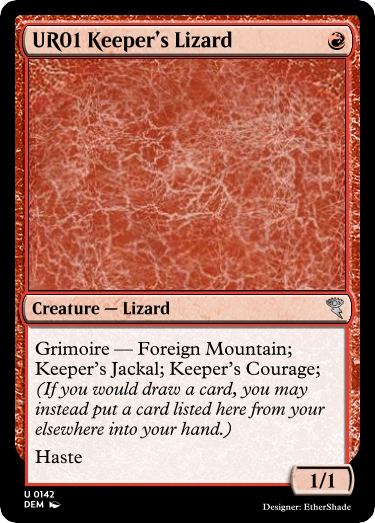 UR01 Keeper's Lizard
Creature — Lizard
Grimoire — Foreign Mountain;
Keeper's Jackal; Keeper's Courage;
(If you would draw a card, you may
instead put a card listed here from your
elsewhere into your hand.)
Haste
1/1
U 0142
DEM
Designer: EtherShade